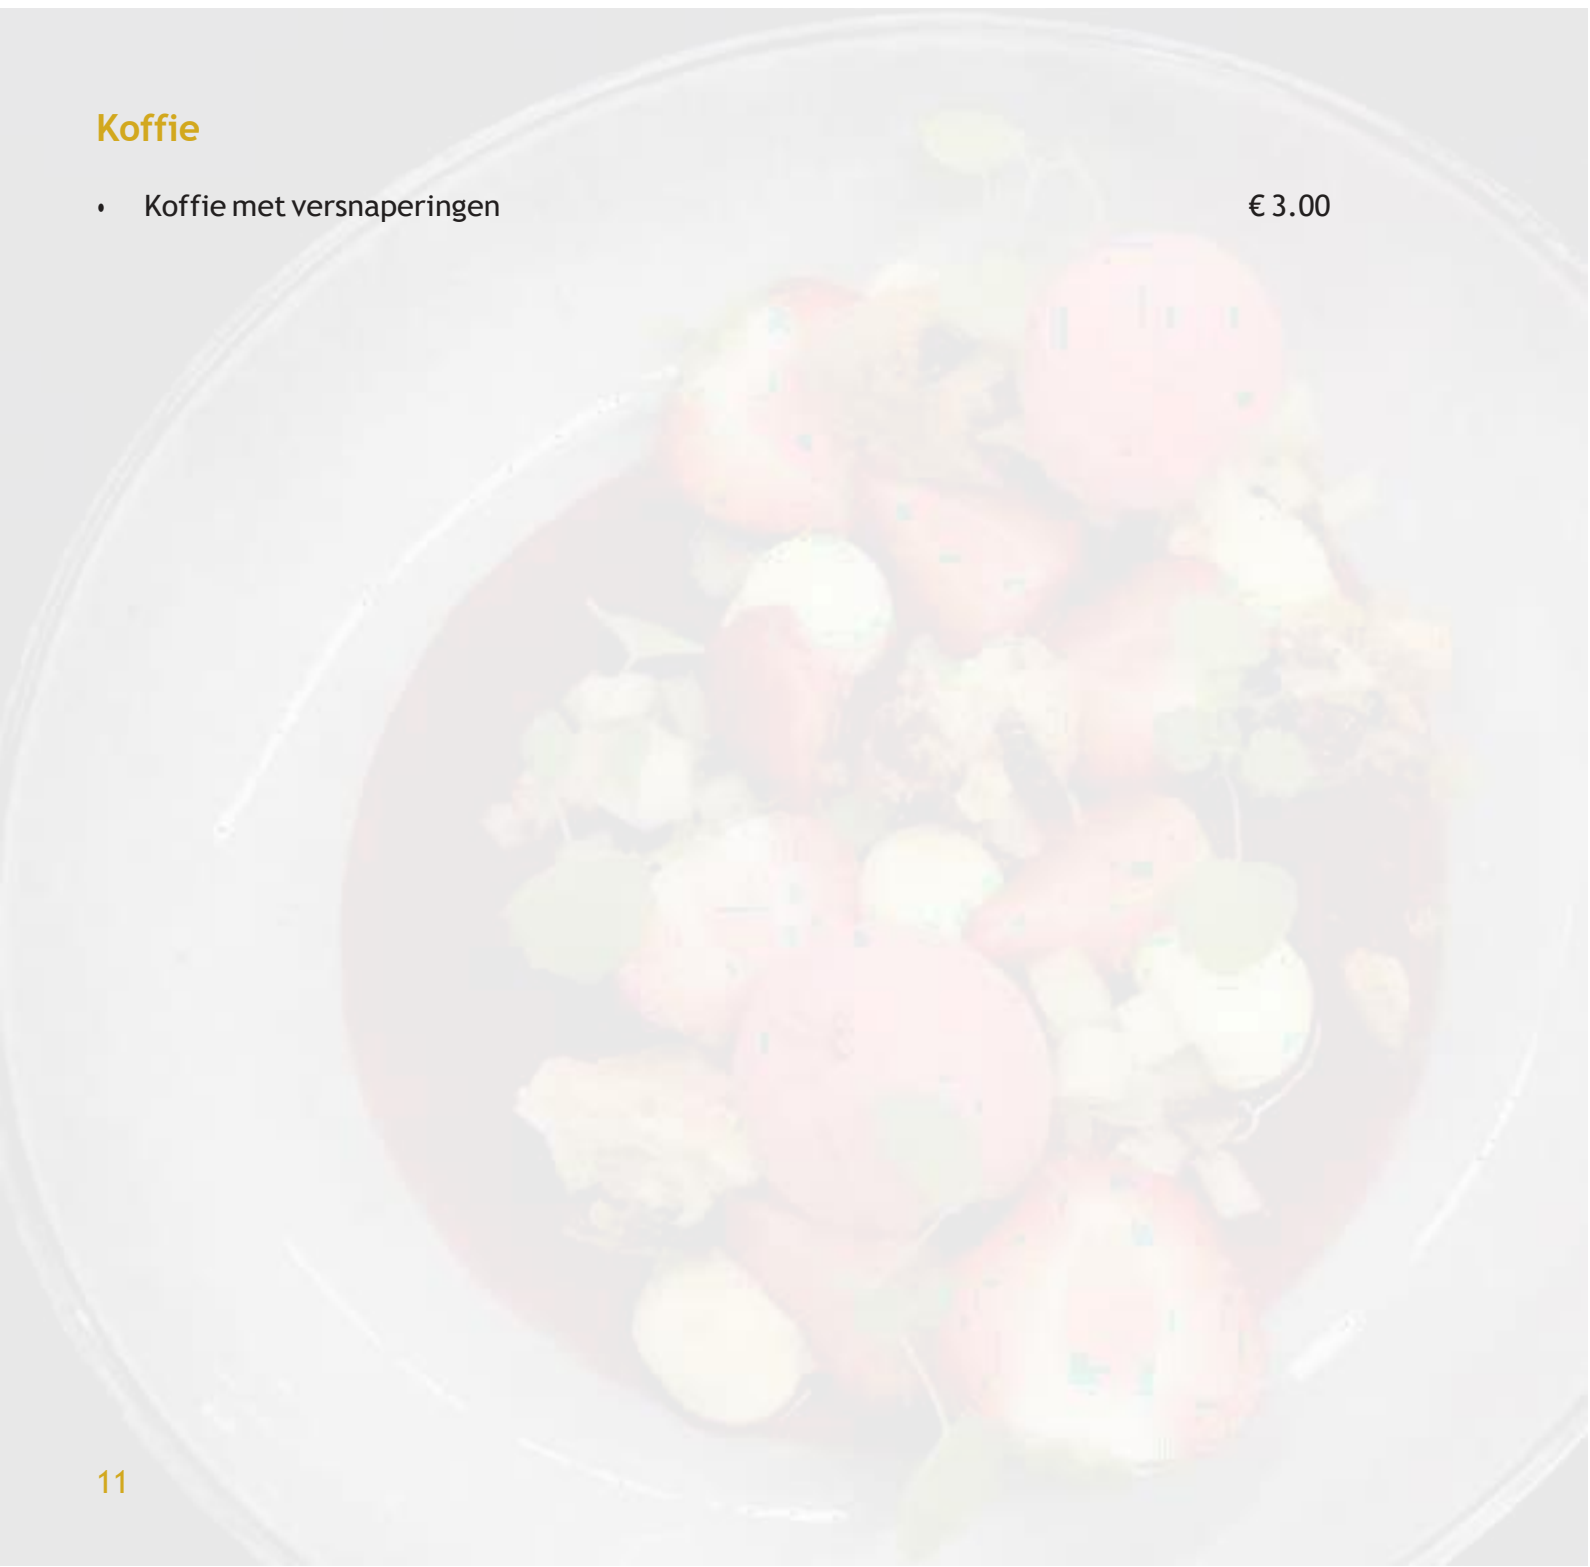 Koffie
• Koffie met versnaperingen € 3.00
11